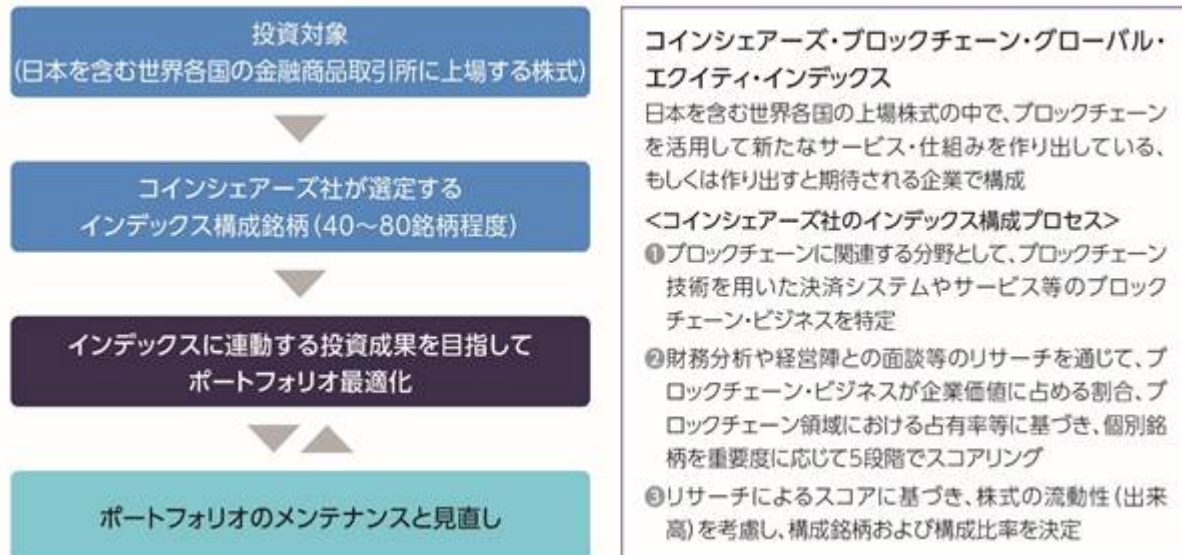 投資対象
(日本を含む世界各国の金融商品取引所に上場する株式)
コインシェアーズ社が選定する
インデックス構成銘柄(40〜80銘柄程度)
インデックスに連動する投資成果を目指して
ポートフォリオ最適化
ポートフォリオのメンテナンスと見直し
コインシェアーズ・ブロックチェーン・グローバル・
エクイティ・インデックス
日本を含む世界各国の上場株式の中で、ブロックチェーン
を活用して新たなサービス・仕組みを作り出している、
もしくは作り出すと期待される企業で構成
<コインシェアーズ社のインデックス構成プロセス>
❶ブロックチェーンに関連する分野として、ブロックチェーン
技術を用いた決済システムやサービス等のブロック
チェーン・ビジネスを特定
❷財務分析や経営陣との面談等のリサーチを通じて、ブ
ロックチェーン・ビジネスが企業価値に占める割合、ブ
ロックチェーン領域における占有率等に基づき、個別銘
柄を重要度に応じて5段階でスコアリング
❸リサーチによるスコアに基づき、株式の流動性(出来
高)を考慮し、構成銘柄および構成比率を決定